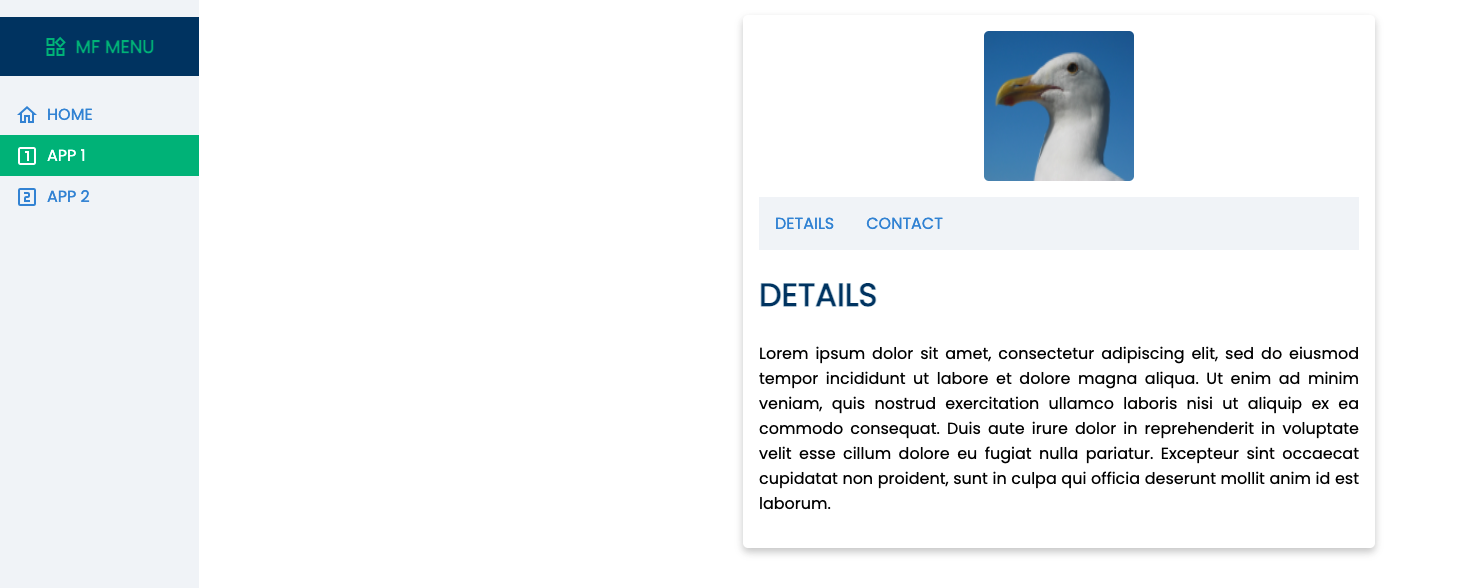 MF MENU
HOME
APP 1
APP 2
DETAILS CONTACT
DETAILS
Lorem ipsum dolor sit amet, consectetur adipiscing elit, sed do eiusmod
tempor incididunt ut labore et dolore magna aliqua. Ut enim ad minim
veniam, quis nostrud exercitation ullamco laboris nisi ut aliquip ex ea
commodo consequat. Duis aute irure dolor in reprehenderit in voluptate
velit esse cillum dolore eu fugiat nulla pariatur. Excepteur sint occaecat
cupidatat non proident, sunt in culpa qui officia deserunt mollit anim id est
laborum.